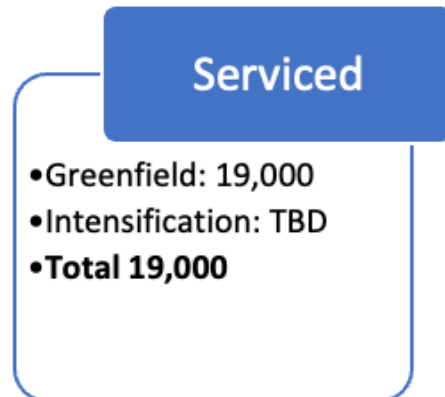 Serviced
•Greenfield: 19,000
•Intensification: TBD
•Total 19,000